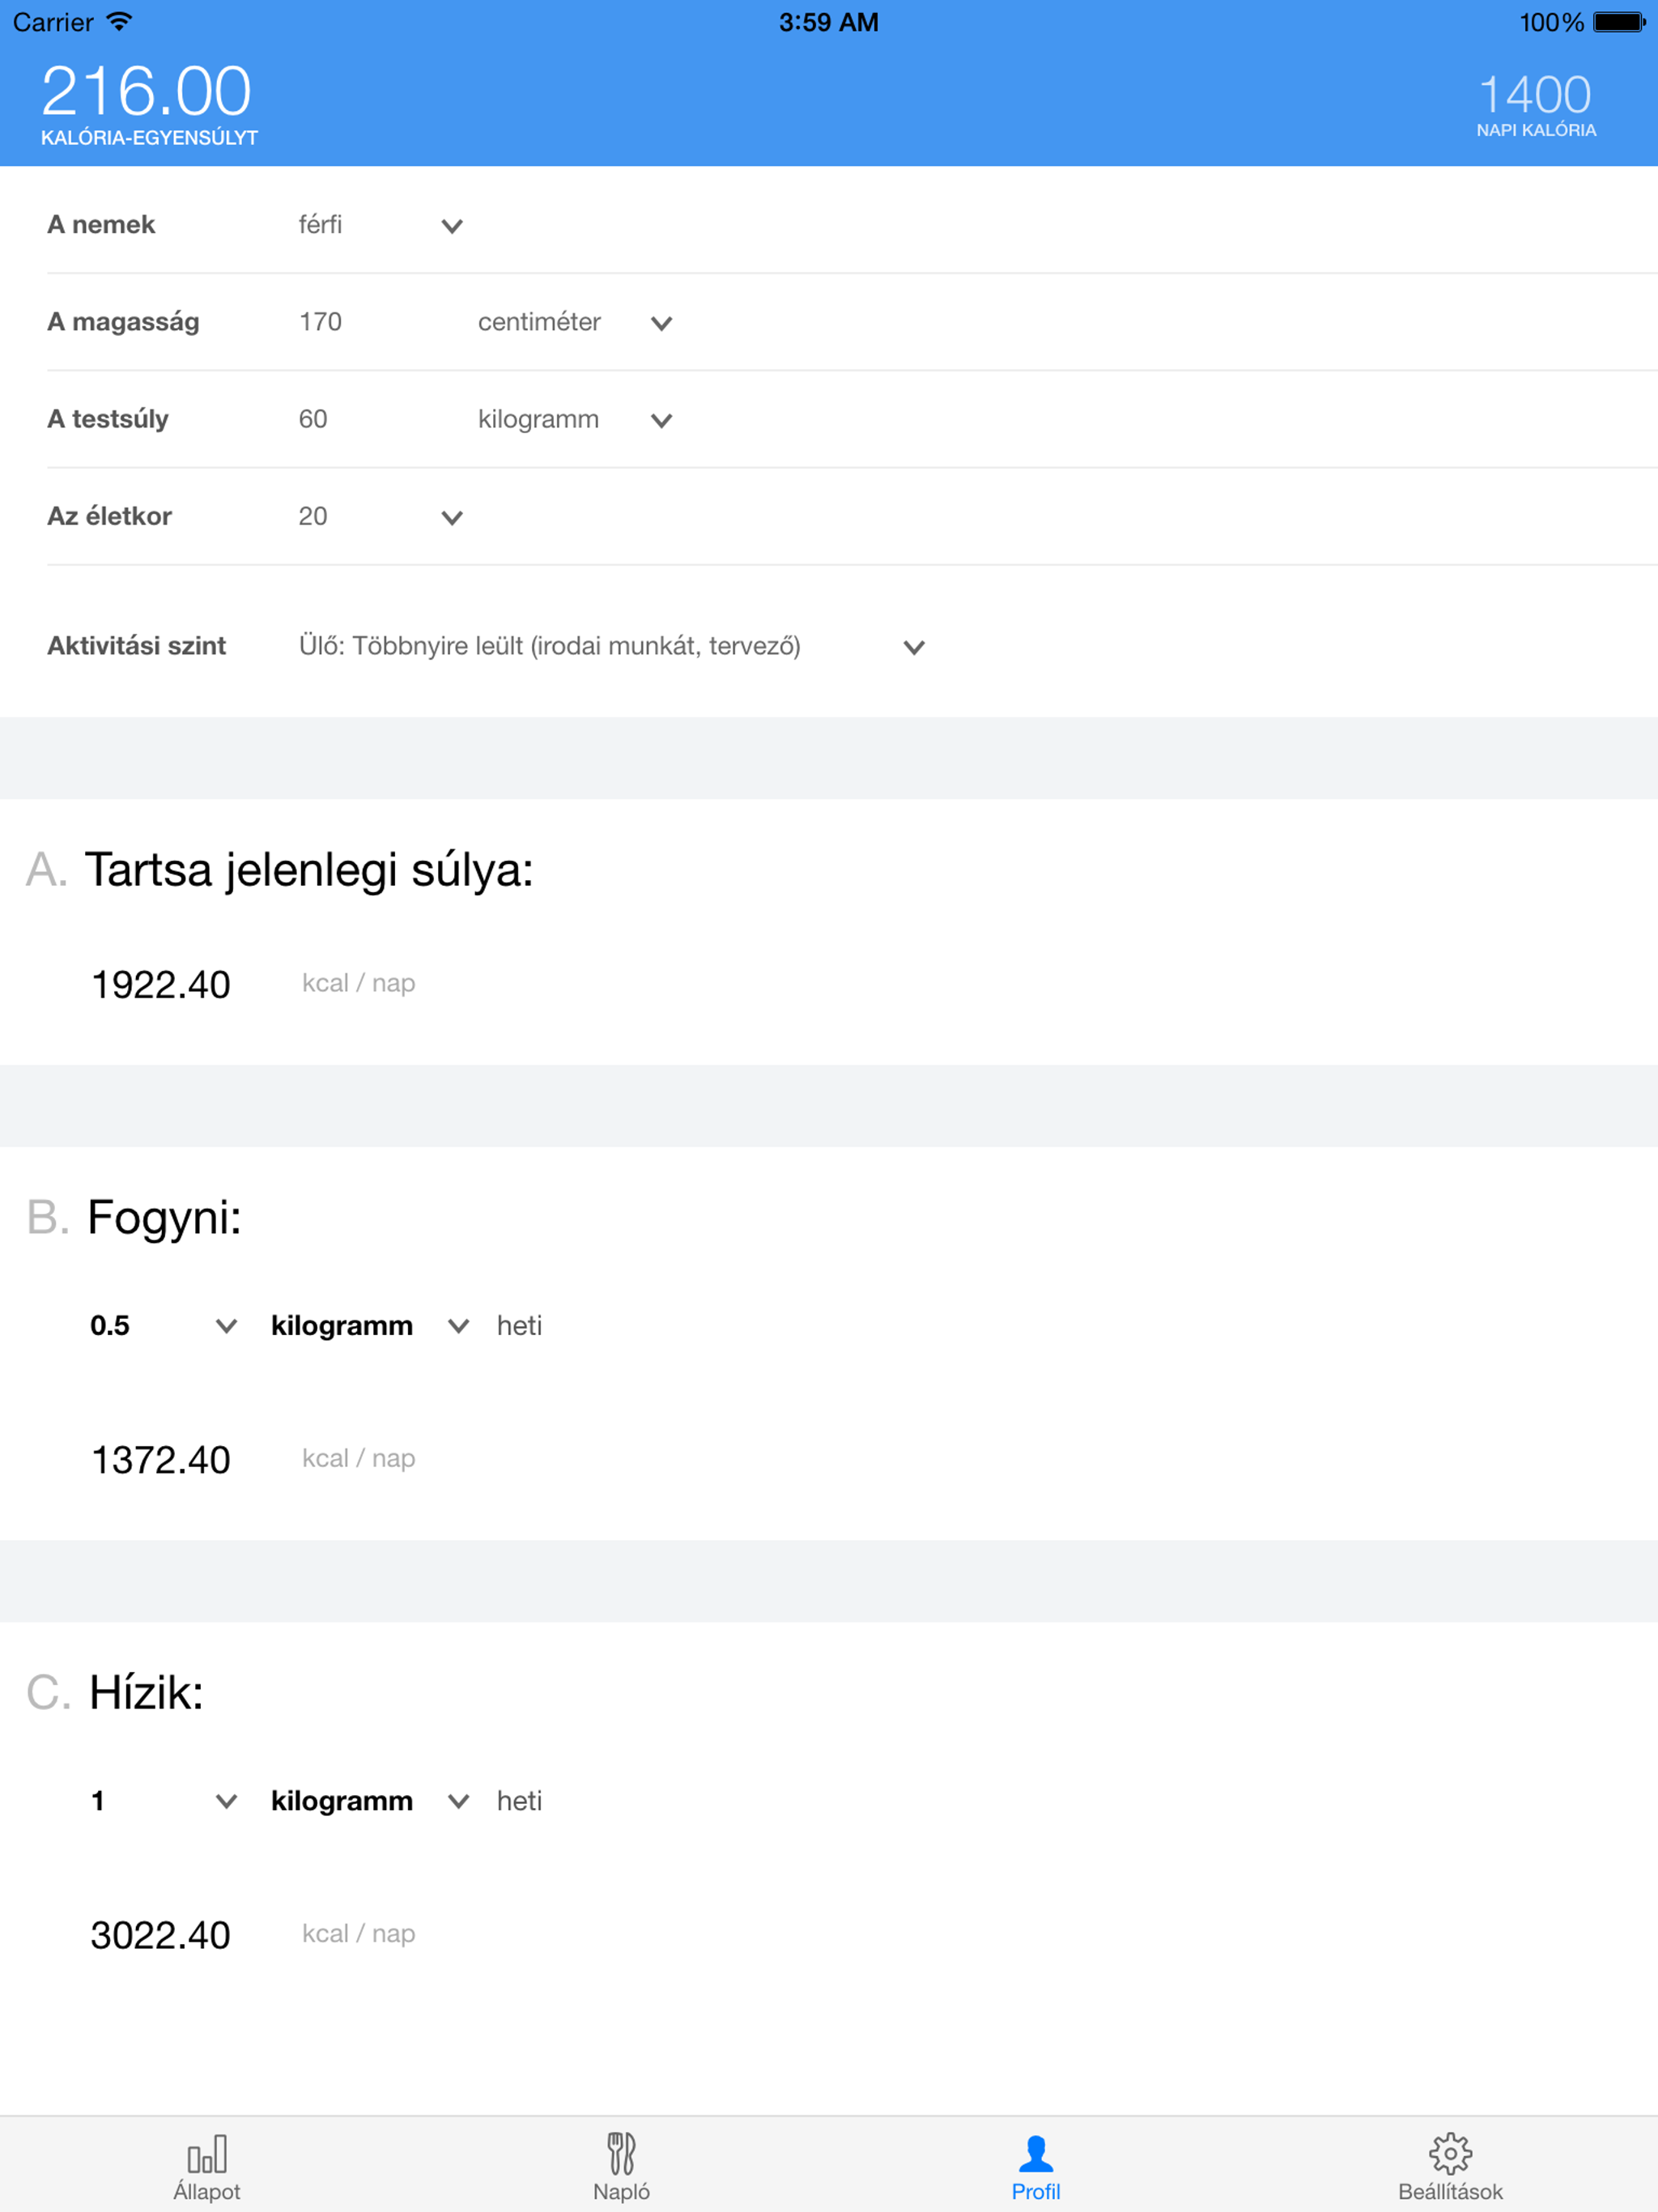 Carrier 3:59 AM 100%
216.00 1400
KALÓRIA-EGYENSÚLYT NAPI KALÓRIA
A nemek férfi
A magasság 170 centiméter
A testsúly 60 kilogramm
Az életkor 20
Aktivitási szint Ülő: Többnyire leült (irodai munkát, tervező)
A. Tartsa jelenlegi súlya:
1922.40 kcal / nap
B. Fogyni:
0.5 kilogramm heti
1372.40 kcal / nap
C. Hízik:
1 kilogramm heti
3022.40 kcal / nap
Állapot Napló Profil Beállítások